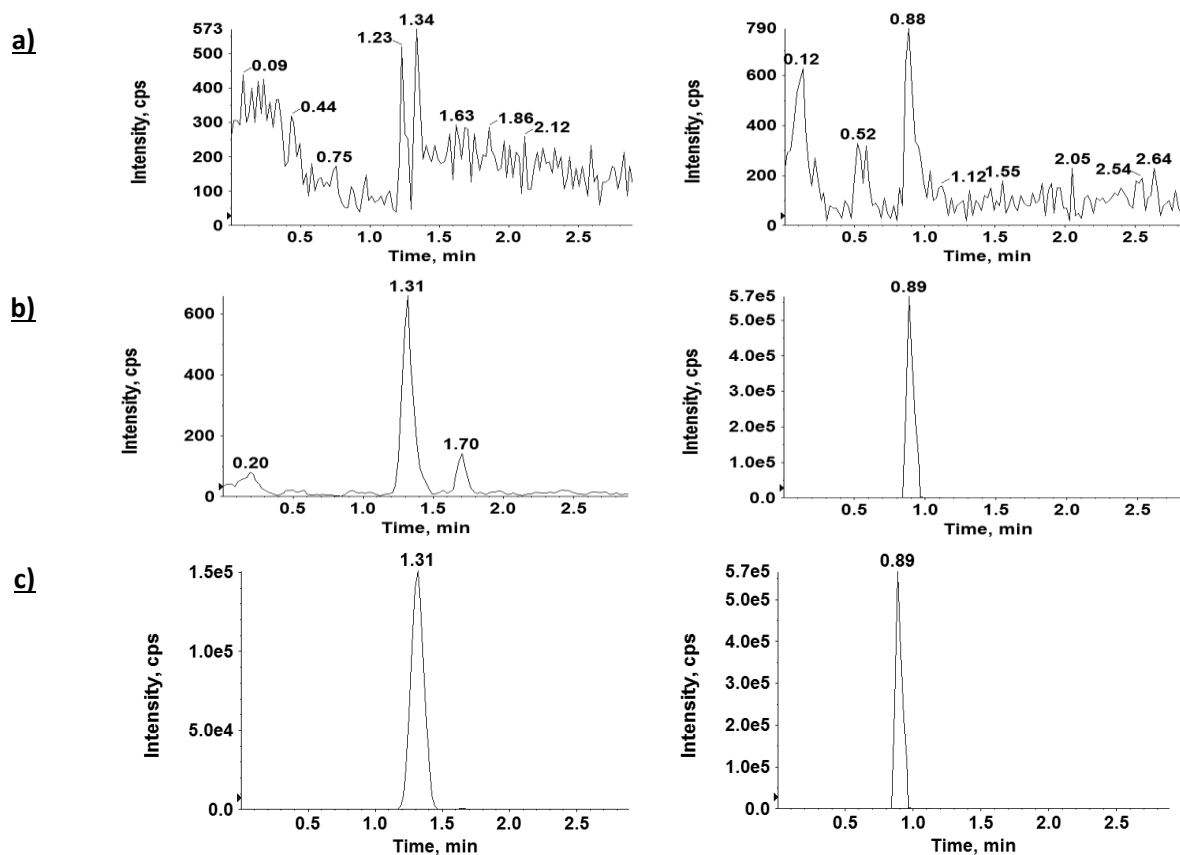 a)
573
500
400
300
200
100
0
0.09
0.44
0.75
1.23
1.34
1.63
1.86
2.12
0.5 1.0 1.5 2.0 2.5
Time, min
Intensity, cps
790
600
400
200
0
0.12
0.52
0.88
1.12
1.55
2.05
2.54
2.64
0.5 1.0 1.5 2.0 2.5
Time, min
Intensity, cps
b)
600
400
200
0
0.20
1.31
1.70
0.5 1.0 1.5 2.0 2.5
Time, min
Intensity, cps
5.7e5
5.0e5
4.0e5
3.0e5
2.0e5
1.0e5
0.0
0.89
0.5 1.0 1.5 2.0 2.5
Time, min
Intensity, cps
c)
1.5e5
1.0e5
5.0e4
0.0
1.31
0.5 1.0 1.5 2.0 2.5
Time, min
Intensity, cps
5.7e5
5.0e5
4.0e5
3.0e5
2.0e5
1.0e5
0.0
0.89
0.5 1.0 1.5 2.0 2.5
Time, min
Intensity, cps